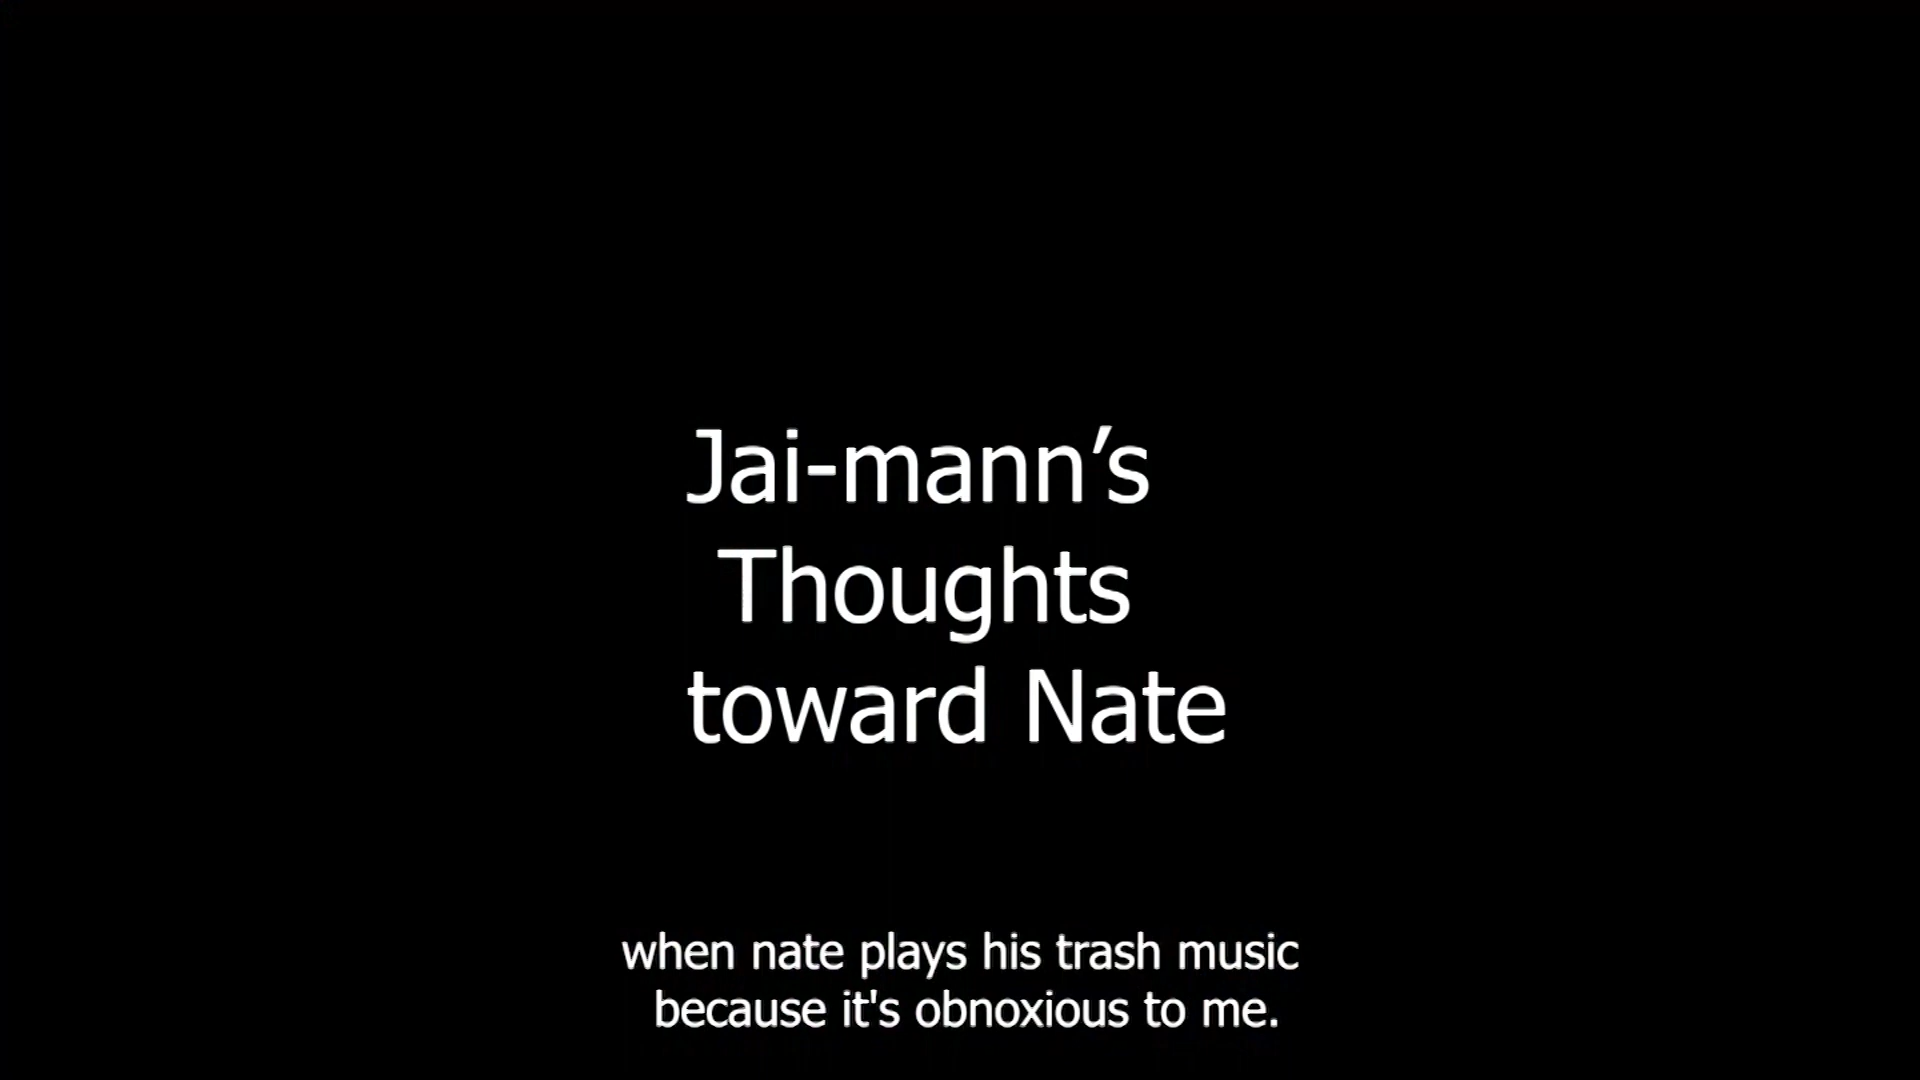 Jai-mann’s
Thoughts
toward Nate
when nate plays his trash music
because it's obnoxious to me.